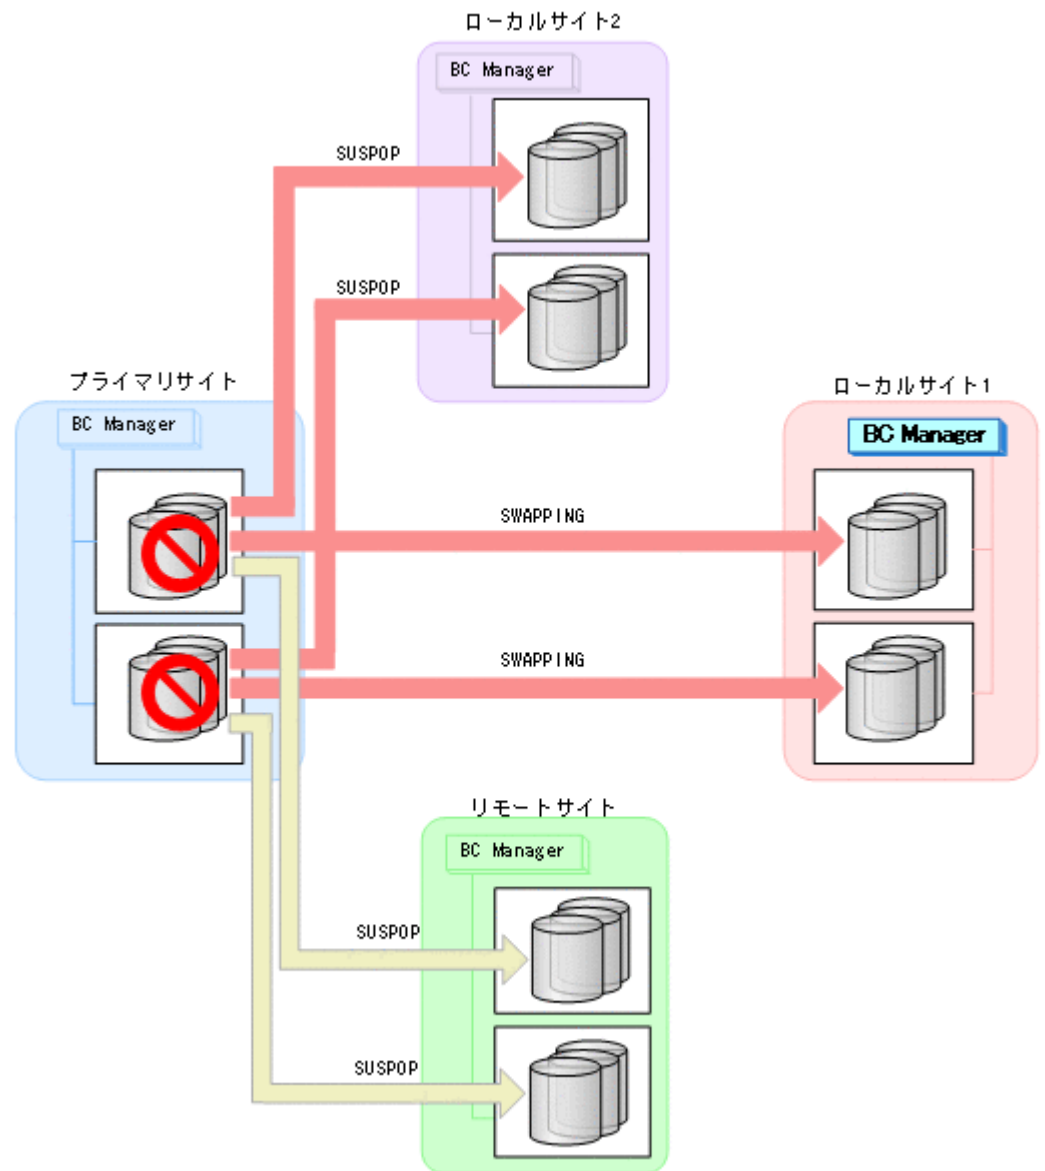 ローカルサイト2
BC Manager
SUSPOP
SUSPOP
プライマリサイト
BC Manager
ローカルサイト1
BC Manager
SWAPPING
SWAPPING
リモートサイト
BC Manager
SUSPOP
SUSPOP